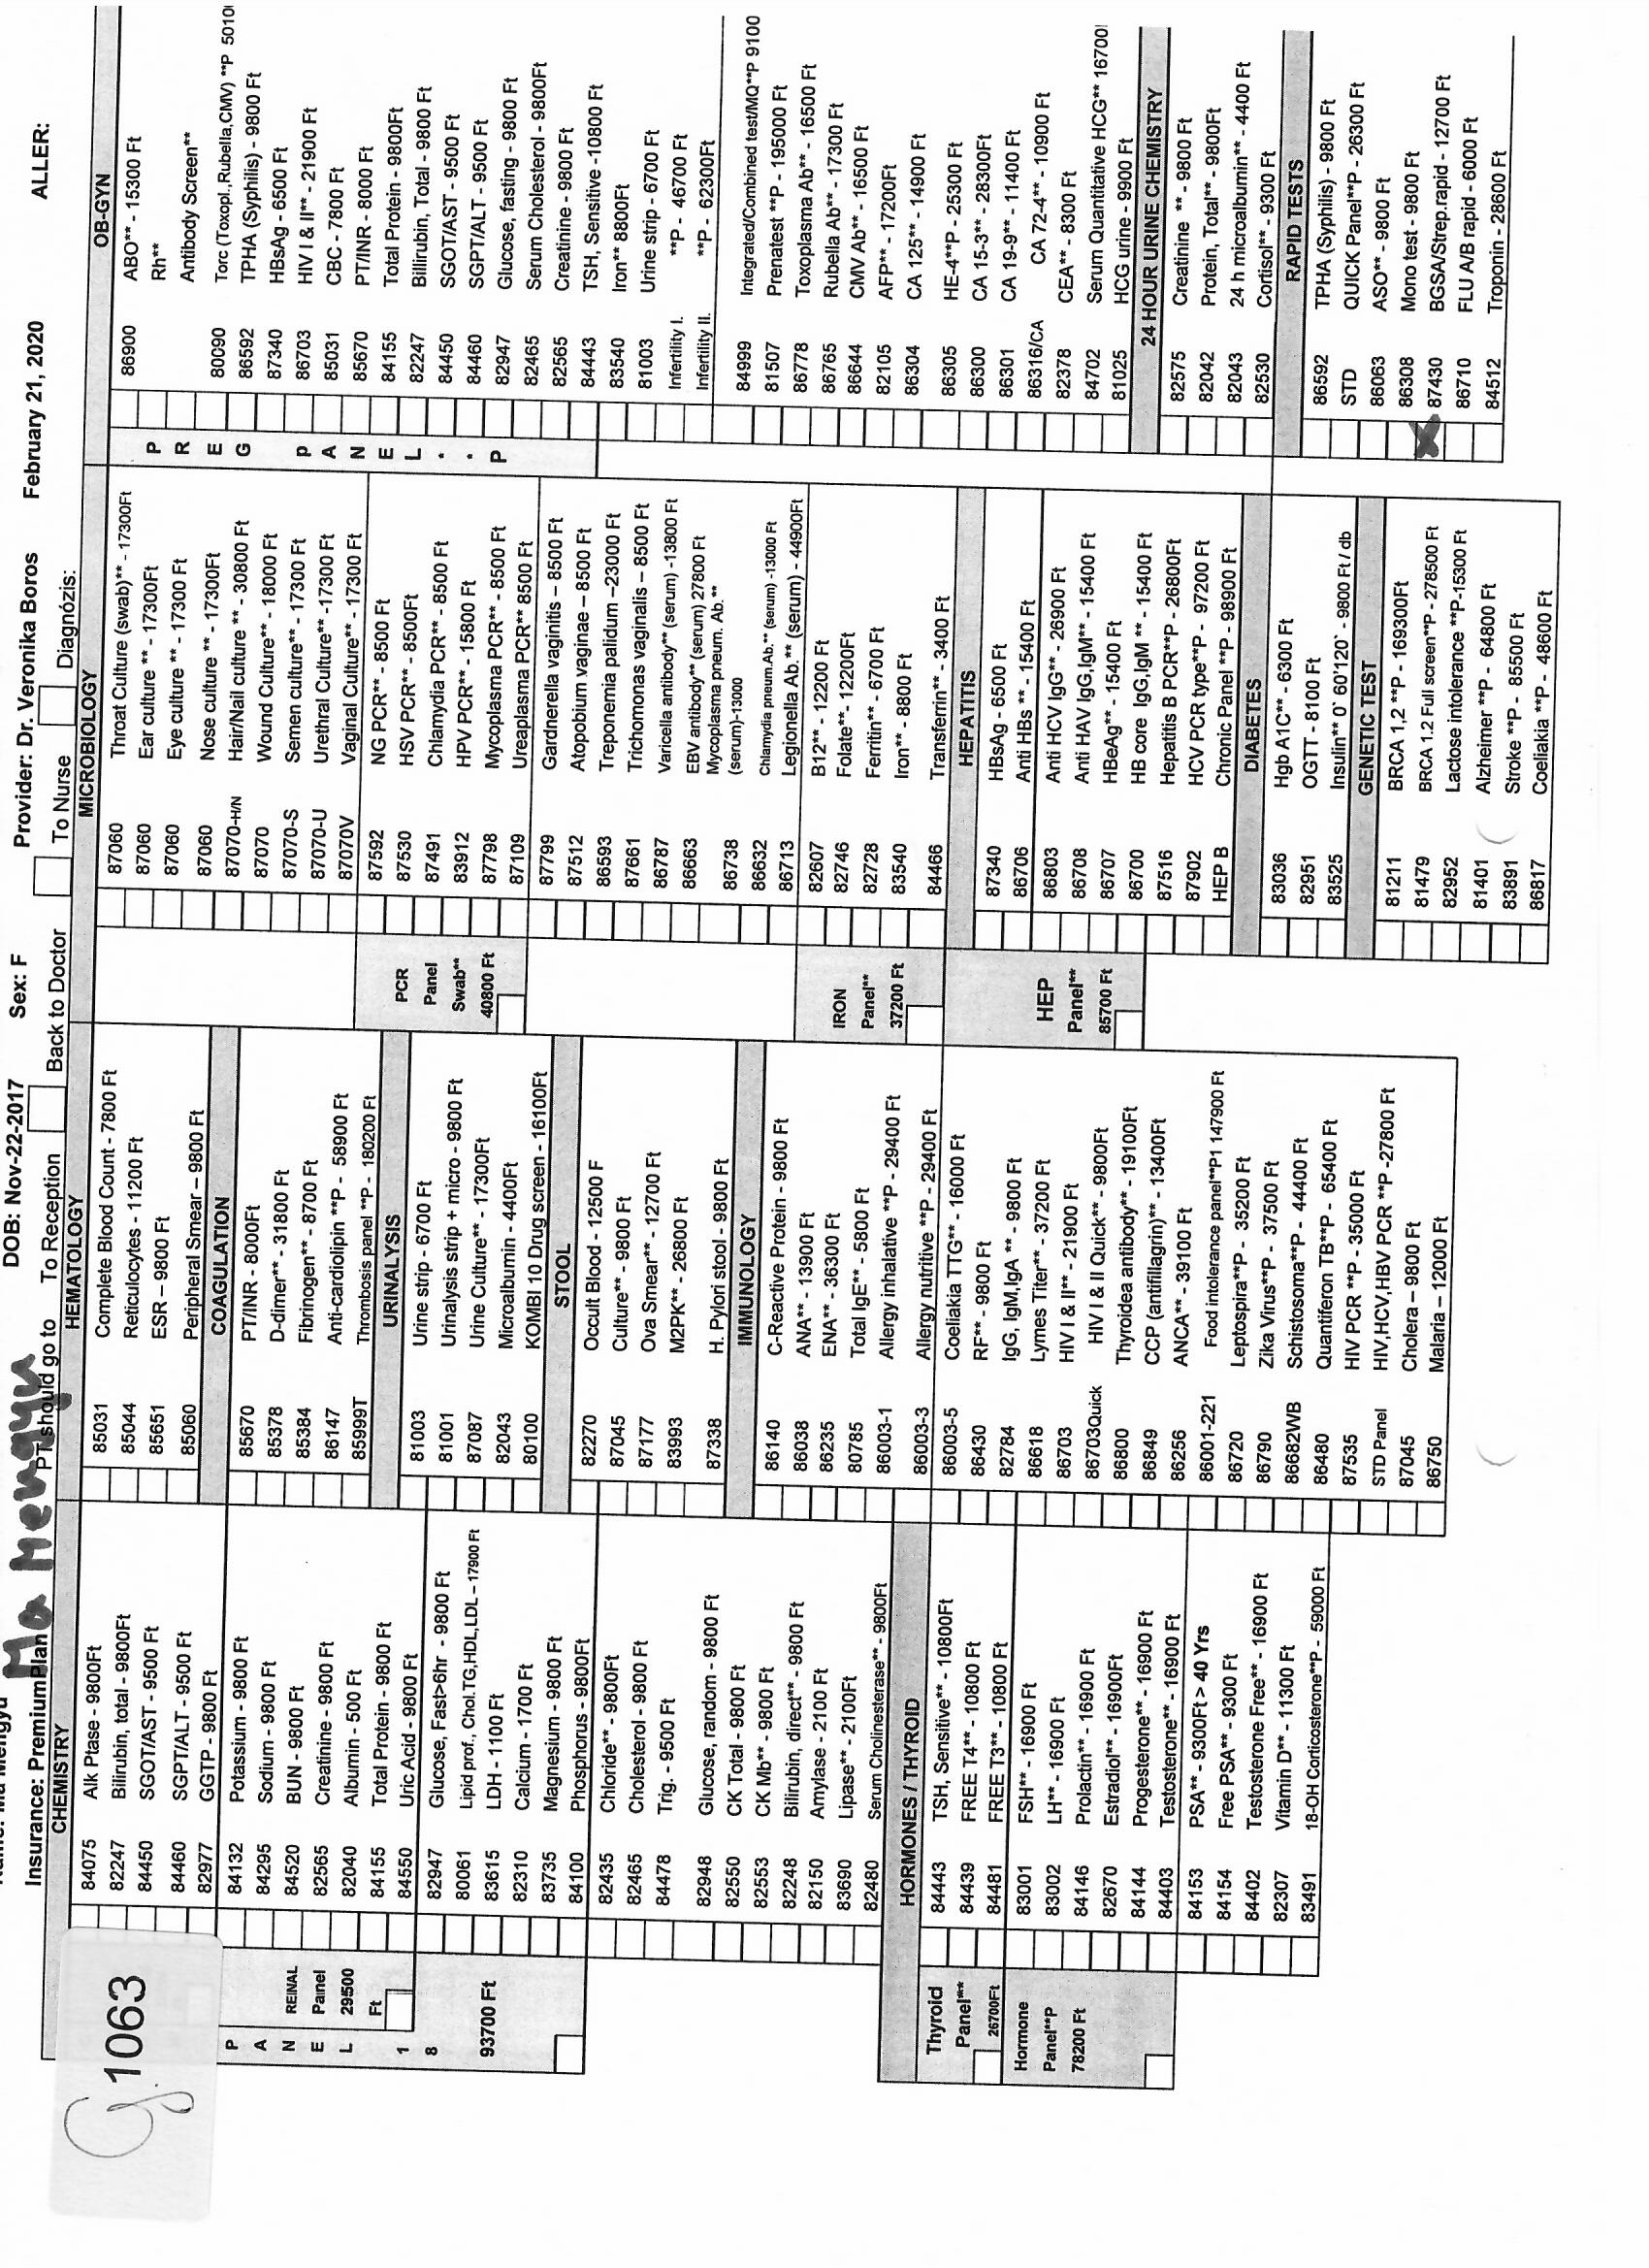 Ma Mengyu
DOB: Nov-22-2017 Sex: F Provider: Dr. Veronika Boros February 21, 2020 ALLER:
Insurance: PremiumPlan
PT should go to To Reception Back to Doctor To Nurse Diagnózis:
G 1063
CHEMISTRY
84075 Alk Ptase - 9800Ft
82247 Bilirubin, total - 9800Ft
84450 SGOT/AST - 9500 Ft
84460 SGPT/ALT - 9500 Ft
82977 GGTP - 9800 Ft
84132 Potassium - 9800 Ft
84295 Sodium - 9800 Ft
84520 BUN - 9800 Ft
82565 Creatinine - 9800 Ft
82040 Albumin - 500 Ft
84155 Total Protein - 9800 Ft
84550 Uric Acid - 9800 Ft
82947 Glucose, Fast>8hr - 9800 Ft
80061 Lipid prof., Chol.TG,HDL,LDL – 17900 Ft
83615 LDH - 1100 Ft
82310 Calcium - 1700 Ft
83735 Magnesium - 9800 Ft
84100 Phosphorus - 9800Ft
PANEL 18
93700 Ft
REINAL Panel 29500 Ft
82435 Chloride** - 9800Ft
82465 Cholesterol - 9800 Ft
84478 Trig. - 9500 Ft
82948 Glucose, random - 9800 Ft
82550 CK Total - 9800 Ft
82553 CK Mb** - 9800 Ft
82248 Bilirubin, direct** - 9800 Ft
82150 Amylase - 2100 Ft
83690 Lipase** - 2100Ft
82480 Serum Cholinesterase** - 9800Ft
HORMONES / THYROID
84443 TSH, Sensitive** - 10800Ft
84439 FREE T4** - 10800 Ft
84481 FREE T3** - 10800 Ft
Thyroid Panel** 26700Ft
83001 FSH** - 16900 Ft
83002 LH** - 16900 Ft
84146 Prolactin** - 16900 Ft
82670 Estradiol** - 16900Ft
84144 Progesterone** - 16900 Ft
84403 Testosterone** - 16900 Ft
Hormone Panel**P 78200 Ft
84153 PSA** - 9300Ft > 40 Yrs
84154 Free PSA** - 9300 Ft
84402 Testosterone Free** - 16900 Ft
82307 Vitamin D** - 11300 Ft
83491 18-OH Corticosterone**P - 59000 Ft
HEMATOLOGY
85031 Complete Blood Count - 7800 Ft
85044 Reticulocytes - 11200 Ft
85651 ESR – 9800 Ft
85060 Peripheral Smear – 9800 Ft
COAGULATION
85670 PT/INR - 8000Ft
85378 D-dimer** - 31800 Ft
85384 Fibrinogen** - 8700 Ft
86147 Anti-cardiolipin **P - 58900 Ft
85999T Thrombosis panel **P - 180200 Ft
URINALYSIS
81003 Urine strip - 6700 Ft
81001 Urinalysis strip + micro - 9800 Ft
87087 Urine Culture** - 17300Ft
82043 Microalbumin - 4400Ft
80100 KOMBI 10 Drug screen - 16100Ft
STOOL
82270 Occult Blood - 12500 F
87045 Culture** - 9800 Ft
87177 Ova Smear** - 12700 Ft
83993 M2PK** - 26800 Ft
87338 H. Pylori stool - 9800 Ft
IMMUNOLOGY
86140 C-Reactive Protein - 9800 Ft
86038 ANA** - 13900 Ft
86235 ENA** - 36300 Ft
80785 Total IgE** - 5800 Ft
86003-1 Allergy inhalative **P - 29400 Ft
86003-3 Allergy nutritive **P - 29400 Ft
86003-5 Coeliakia TTG** - 16000 Ft
86430 RF** - 9800 Ft
82784 IgG, IgM,IgA ** - 9800 Ft
86618 Lymes Titer** - 37200 Ft
86703 HIV I & II** - 21900 Ft
86703Quick HIV I & II Quick** - 9800Ft
86800 Thyroidea antibody** - 19100Ft
86849 CCP (antifillagrin)** - 13400Ft
86256 ANCA** - 39100 Ft
86001-221 Food intolerance panel**P1 147900 Ft
86720 Leptospira**P - 35200 Ft
86790 Zika Virus**P - 37500 Ft
86682WB Schistosoma**P - 44400 Ft
86480 Quantiferon TB**P - 65400 Ft
87535 HIV PCR **P - 35000 Ft
STD Panel HIV,HCV,HBV PCR **P -27800 Ft
87045 Cholera – 9800 Ft
86750 Malaria – 12000 Ft
MICROBIOLOGY
87060 Throat Culture (swab)** - 17300Ft
87060 Ear culture ** - 17300Ft
87060 Eye culture ** - 17300 Ft
87060 Nose culture ** - 17300Ft
87070-H/N Hair/Nail culture ** - 30800 Ft
87070 Wound Culture** - 18000 Ft
87070-S Semen culture** - 17300 Ft
87070-U Urethral Culture** -17300 Ft
87070V Vaginal Culture** - 17300 Ft
87592 NG PCR** - 8500 Ft
87530 HSV PCR** - 8500Ft
87491 Chlamydia PCR** - 8500 Ft
83912 HPV PCR** - 15800 Ft
87798 Mycoplasma PCR** - 8500 Ft
87109 Ureaplasma PCR** 8500 Ft
PCR Panel Swab** 40800 Ft
87799 Gardnerella vaginitis – 8500 Ft
87512 Atopobium vaginae – 8500 Ft
86593 Treponemia palidum –23000 Ft
87661 Trichomonas vaginalis – 8500 Ft
86787 Varicella antibody** (serum) -13800 Ft
86663 EBV antibody** (serum) 27800 Ft
86738 Mycoplasma pneum. Ab.** (serum)-13000
86632 Chlamydia pneum.Ab.** (serum) -13000 Ft
86713 Legionella Ab. ** (serum) - 44900Ft
82607 B12** - 12200 Ft
82746 Folate**- 12200Ft
82728 Ferritin** - 6700 Ft
83540 Iron** - 8800 Ft
84466 Transferrin** - 3400 Ft
IRON Panel** 37200 Ft
HEPATITIS
87340 HBsAg - 6500 Ft
86706 Anti HBs ** - 15400 Ft
86803 Anti HCV IgG** - 26900 Ft
86708 Anti HAV IgG,IgM** - 15400 Ft
86707 HBeAg** - 15400 Ft
86700 HB core IgG,IgM ** - 15400 Ft
87516 Hepatitis B PCR**P - 26800Ft
87902 HCV PCR type**P - 97200 Ft
HEP B Chronic Panel **P - 98900 Ft
HEP Panel** 85700 Ft
DIABETES
83036 Hgb A1C** - 6300 Ft
82951 OGTT - 8100 Ft
83525 Insulin** 0` 60'120` - 9800 Ft / db
GENETIC TEST
81211 BRCA 1,2 **P - 169300Ft
81479 BRCA 1.2 Full screen**P - 278500 Ft
82952 Lactose intolerance **P-15300 Ft
81401 Alzheimer **P - 64800 Ft
83891 Stroke **P - 85500 Ft
86817 Coeliakia **P - 48600 Ft
OB-GYN
PREG pANEL**P
86900 ABO** - 15300 Ft
RH**
Antibody Screen**
80090 Torc (Toxopl.,Rubella,CMV) **P 5010
86592 TPHA (Syphilis) - 9800 Ft
87340 HBsAg - 6500 Ft
86703 HIV I & II** - 21900 Ft
85031 CBC - 7800 Ft
85670 PT/INR - 8000 Ft
84155 Total Protein - 9800Ft
82247 Billirubin, Total - 9800 Ft
84450 SGOT/AST - 9500 Ft
84460 SGPT/ALT - 9500 Ft
82947 Glucose, fasting - 9800 Ft
82465 Serum Cholesterol - 9800Ft
82565 Creatinine - 9800 Ft
84443 TSH, Sensitive -10800 Ft
83540 Iron** 8800Ft
81003 Urine strip - 6700 Ft
Infertility I. **P - 46700 Ft
Infertility II. **P - 62300Ft
84999 Integrated/Combined test/MQ**P 9100
81507 Prenatest **P - 195000 Ft
86778 Toxoplasma Ab** - 16500 Ft
86765 Rubella Ab** - 17300 Ft
86644 CMV Ab** - 16500 Ft
82105 AFP** - 17200Ft
86304 CA 125** - 14900 Ft
86305 HE-4**P - 25300 Ft
86300 CA 15-3** - 28300Ft
86301 CA 19-9** - 11400 Ft
86316/CA CA 72-4** - 10900 Ft
82378 CEA** - 8300 Ft
84702 Serum Quantitative HCG** 16700
81025 HCG urine - 9900 Ft
24 HOUR URINE CHEMISTRY
82575 Creatinine ** - 9800 Ft
82042 Protein, Total** - 9800Ft
82043 24 h microalbumin** - 4400 Ft
82530 Cortisol** - 9300 Ft
RAPID TESTS
86592 TPHA (Syphilis) - 9800 Ft
STD QUICK Panel**P - 26300 Ft
86063 ASO** - 9800 Ft
86308 Mono test - 9800 Ft
X 87430 BGSA/Strep.rapid - 12700 Ft
86710 FLU A/B rapid - 6000 Ft
84512 Troponin - 28600 Ft